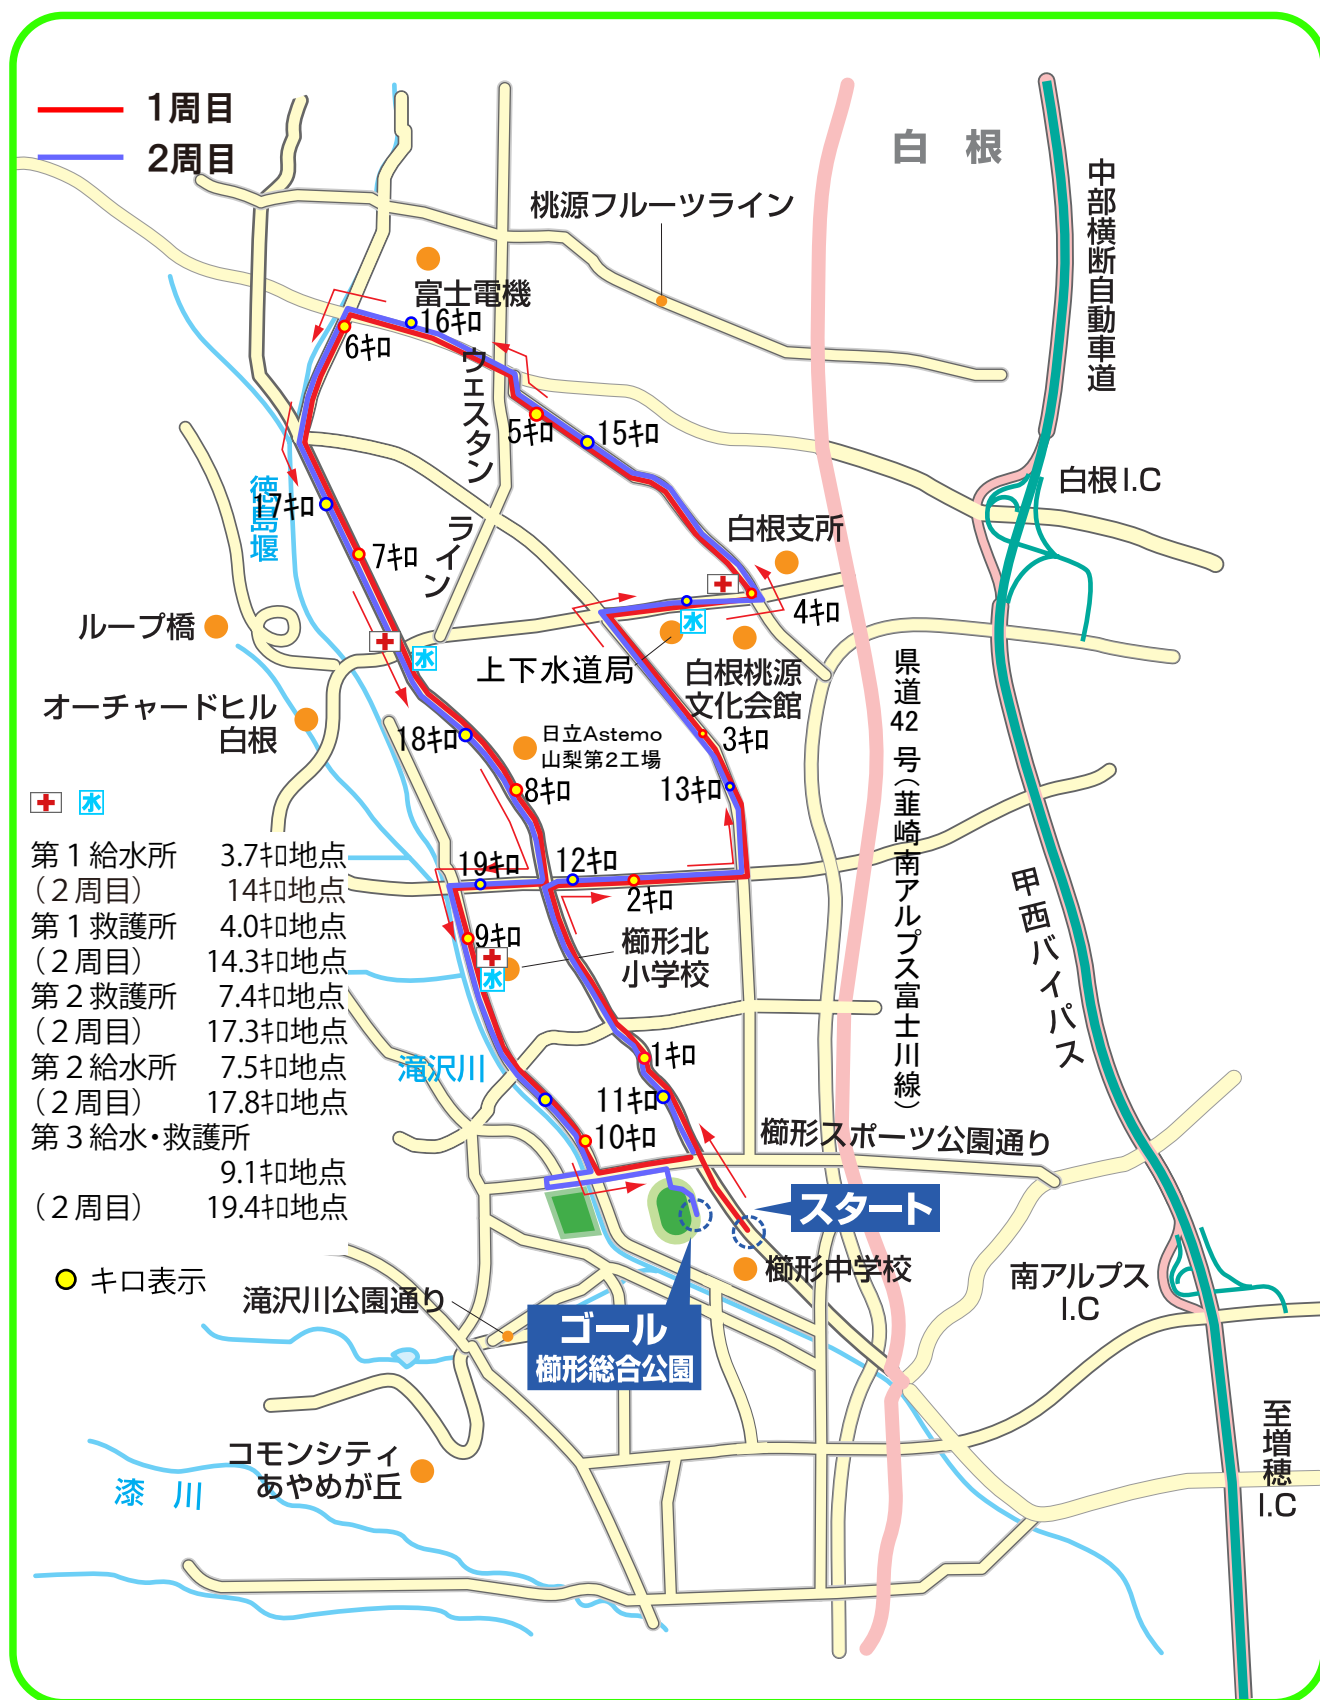 1周目
2周目
白 根
中部横断自動車道
桃源フルーツライン
富士電機
16キロ
6キロ
ウェスタン
ライン
5キロ
15キロ
白根I.C
徳島堰
17キロ
7キロ
白根支所
4キロ
水
ループ橋
水
上下水道局
白根桃源
文化会館
県道42号(韮崎南アルプス富士川線)
オーチャードヒル
白根
18キロ
日立Astemo
山梨第2工場
3キロ
8キロ
13キロ
水
第1給水所 3.7キロ地点
(2周目) 14キロ地点
第1救護所 4.0キロ地点
(2周目) 14.3キロ地点
第2救護所 7.4キロ地点
(2周目) 17.3キロ地点
第2給水所 7.5キロ地点
(2周目) 17.8キロ地点
第3給水・救護所
9.1キロ地点
(2周目) 19.4キロ地点
キロ表示
19キロ
12キロ
2キロ
甲西バイパス
9キロ
水
櫛形北
小学校
滝沢川
1キロ
11キロ
10キロ
櫛形スポーツ公園通り
スタート
櫛形中学校
南アルプス
I.C
滝沢川公園通り
ゴール
櫛形総合公園
至増穂I.C
コモンシティ
あやめが丘
漆 川